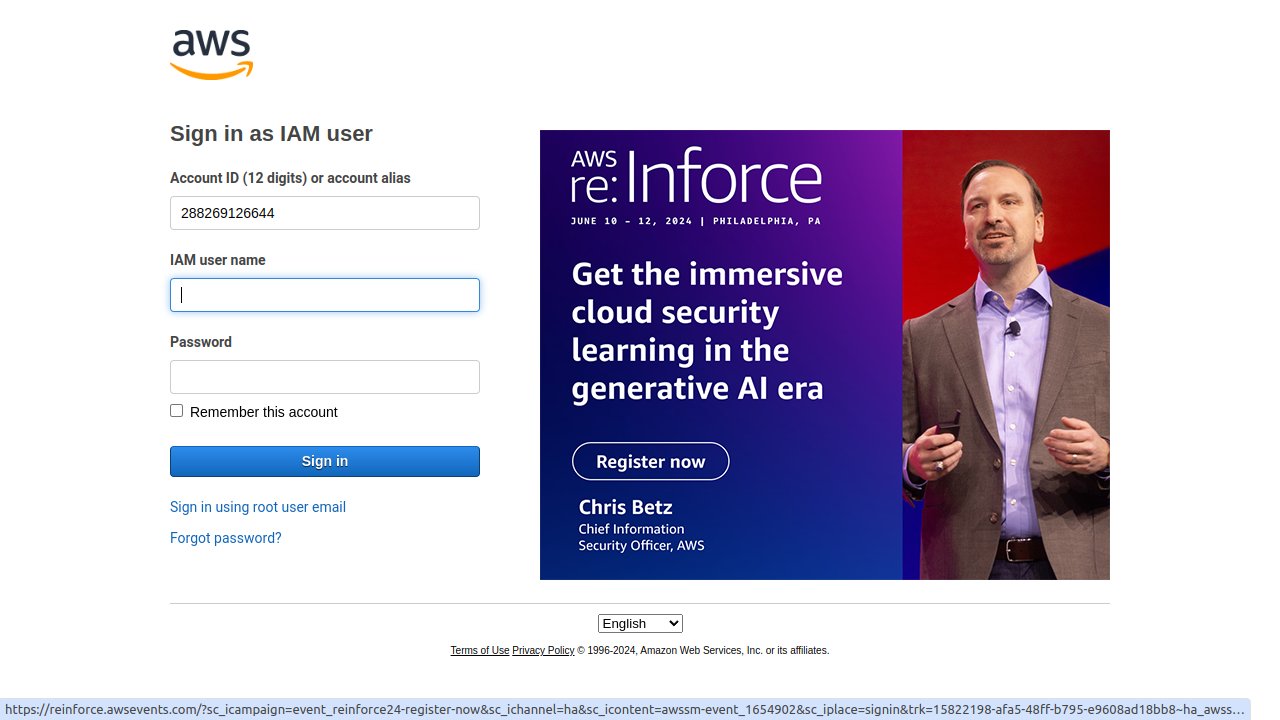 aws
Sign in as IAM user
Account ID (12 digits) or account alias
288269126644
IAM user name
Password
Remember this account
Sign in
Sign in using root user email
Forgot password?
AWS
re:Inforce
JUNE 10 – 12, 2024 | PHILADELPHIA, PA
Get the immersive
cloud security
learning in the
generative AI era
Register now
Chris Betz
Chief Information
Security Officer, AWS
English
Terms of Use Privacy Policy © 1996-2024, Amazon Web Services, Inc. or its affiliates.
https://reinforce.awsevents.com/?sc_icampaign=event_reinforce24-register-now&sc_ichannel=ha&sc_icontent=awssm-event_1654902&sc_iplace=signin&trk=15822198-afa5-48ff-b795-e9608ad18bb8~ha_awss…